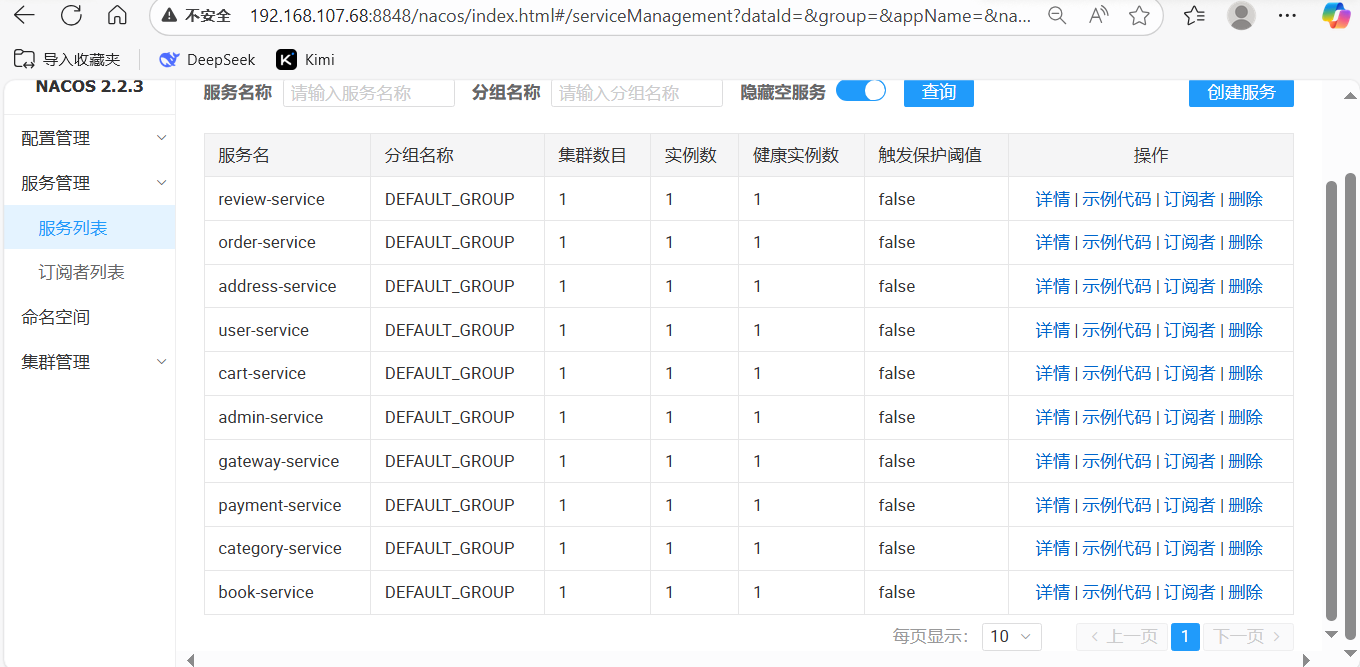 不安全 192.168.107.68:8848/nacos/index.html#/serviceManagement?dataId=&group=&appName=&na...
导入收藏夹 DeepSeek Kimi
NACOS 2.2.3
配置管理
服务管理
服务列表
订阅者列表
命名空间
集群管理
服务名称 请输入服务名称 分组名称 请输入分组名称 隐藏空服务 查询 创建服务
服务名 分组名称 集群数目 实例数 健康实例数 触发保护阈值 操作
review-service DEFAULT_GROUP 1 1 1 false 详情 | 示例代码 | 订阅者 | 删除
order-service DEFAULT_GROUP 1 1 1 false 详情 | 示例代码 | 订阅者 | 删除
address-service DEFAULT_GROUP 1 1 1 false 详情 | 示例代码 | 订阅者 | 删除
user-service DEFAULT_GROUP 1 1 1 false 详情 | 示例代码 | 订阅者 | 删除
cart-service DEFAULT_GROUP 1 1 1 false 详情 | 示例代码 | 订阅者 | 删除
admin-service DEFAULT_GROUP 1 1 1 false 详情 | 示例代码 | 订阅者 | 删除
gateway-service DEFAULT_GROUP 1 1 1 false 详情 | 示例代码 | 订阅者 | 删除
payment-service DEFAULT_GROUP 1 1 1 false 详情 | 示例代码 | 订阅者 | 删除
category-service DEFAULT_GROUP 1 1 1 false 详情 | 示例代码 | 订阅者 | 删除
book-service DEFAULT_GROUP 1 1 1 false 详情 | 示例代码 | 订阅者 | 删除
每页显示: 10 上一页 1 下一页